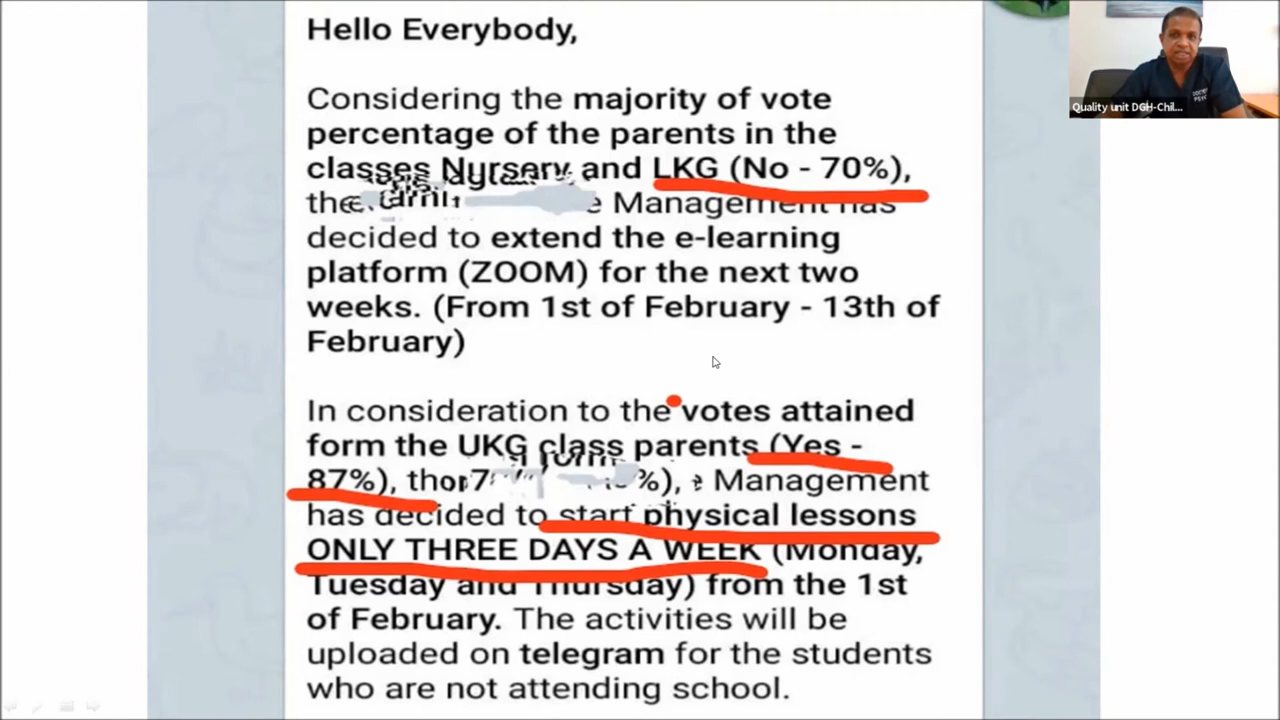 Hello Everybody,
Considering the majority of vote
percentage of the parents in the
classes Nursery and LKG (No - 70%),
the Management has
decided to extend the e-learning
platform (ZOOM) for the next two
weeks. (From 1st of February - 13th of
February)
In consideration to the votes attained
form the UKG class parents (Yes -
87%), Management
has decided to start physical lessons
ONLY THREE DAYS A WEEK (Monday,
Tuesday and Thursday) from the 1st
of February. The activities will be
uploaded on telegram for the students
who are not attending school.
Quality unit DGH-Chil...